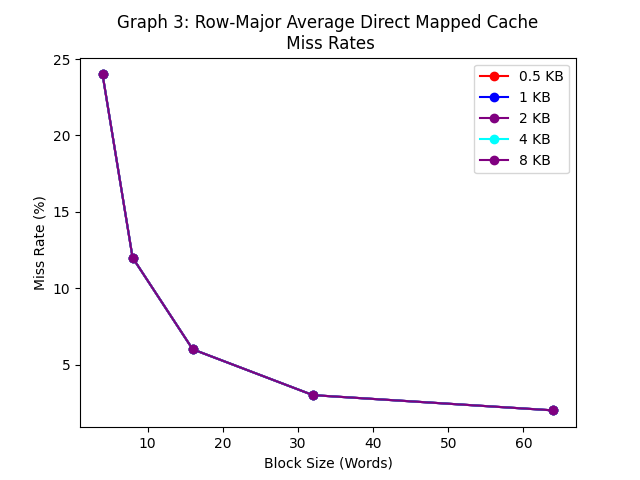 Graph 3: Row-Major Average Direct Mapped Cache
Miss Rates
25
20
15
10
5
Miss Rate (%)
0.5 KB
1 KB
2 KB
4 KB
8 KB
10 20 30 40 50 60
Block Size (Words)